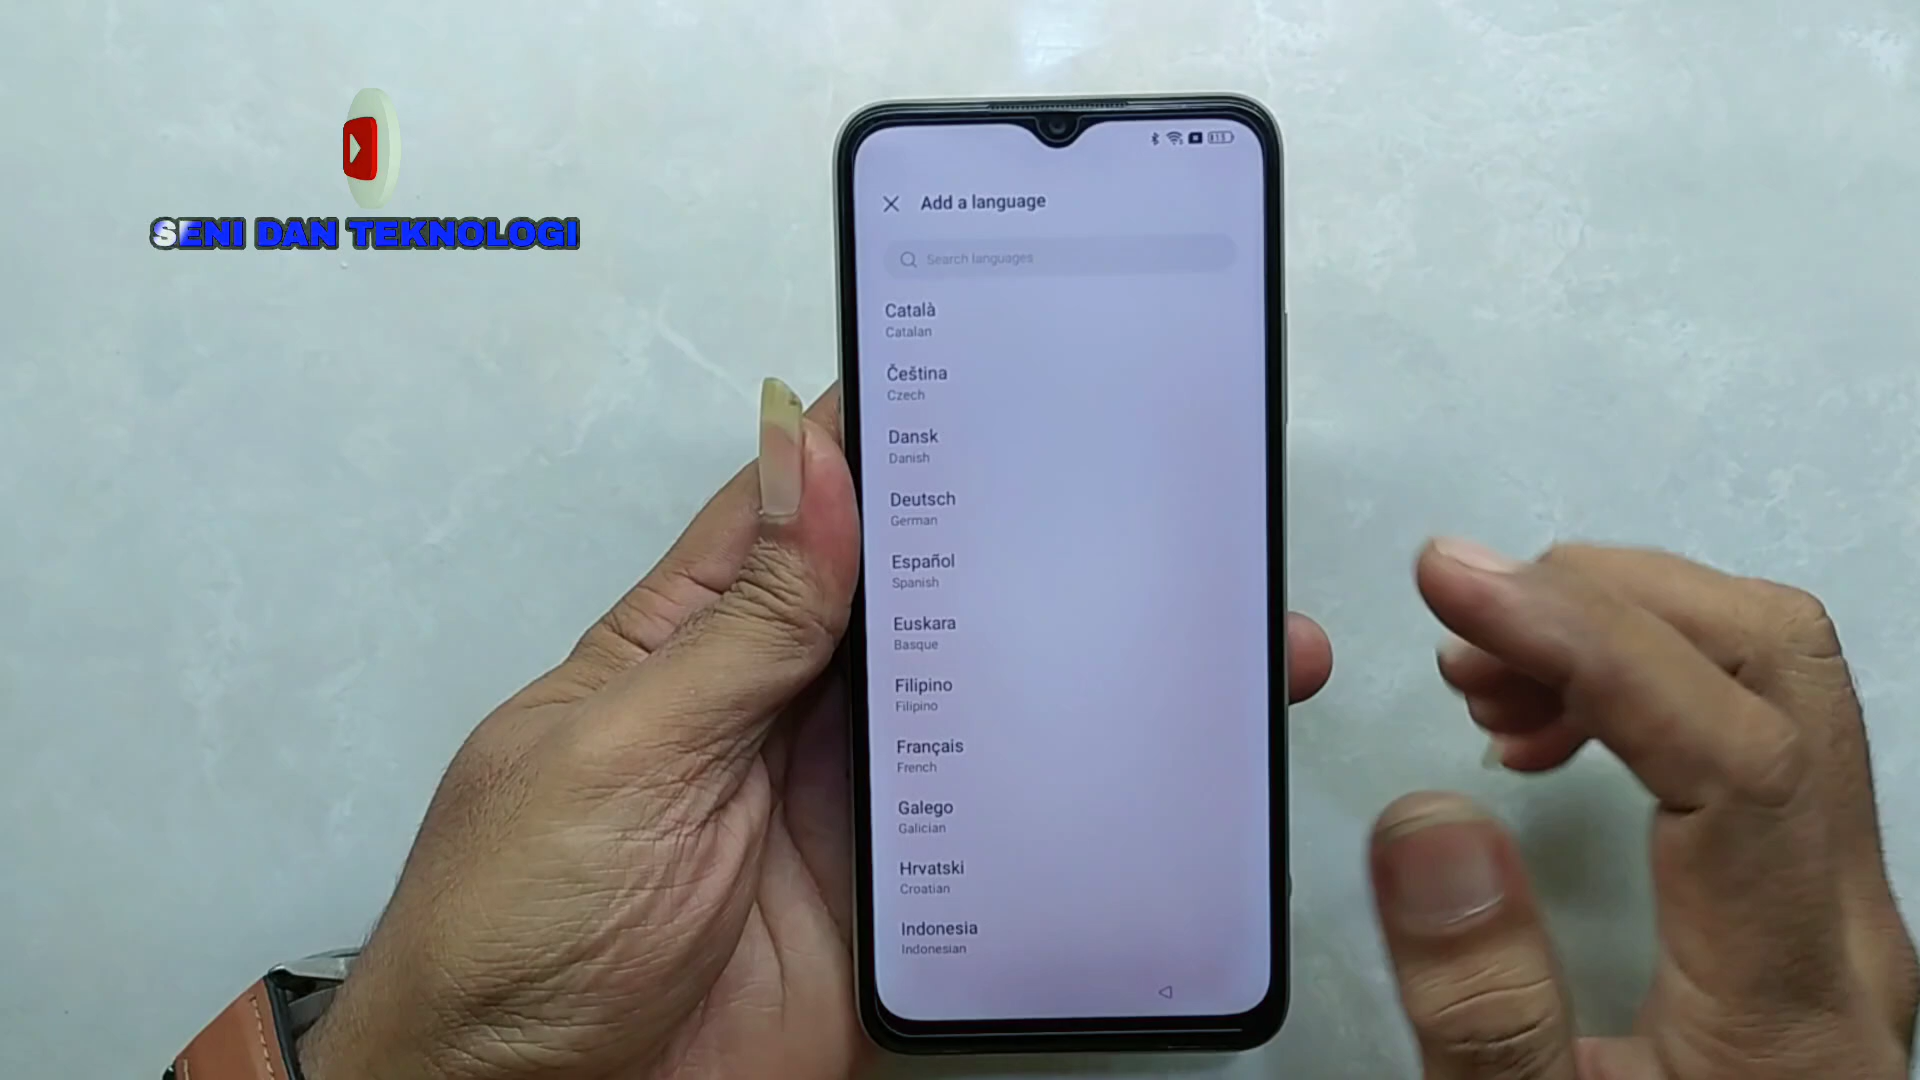 SENI DAN TEKNOLOGI
Add a language
Search languages
Català
Catalan
Čeština
Czech
Dansk
Danish
Deutsch
German
Español
Spanish
Euskara
Basque
Filipino
Filipino
Français
French
Galego
Galician
Hrvatski
Croatian
Indonesia
Indonesian